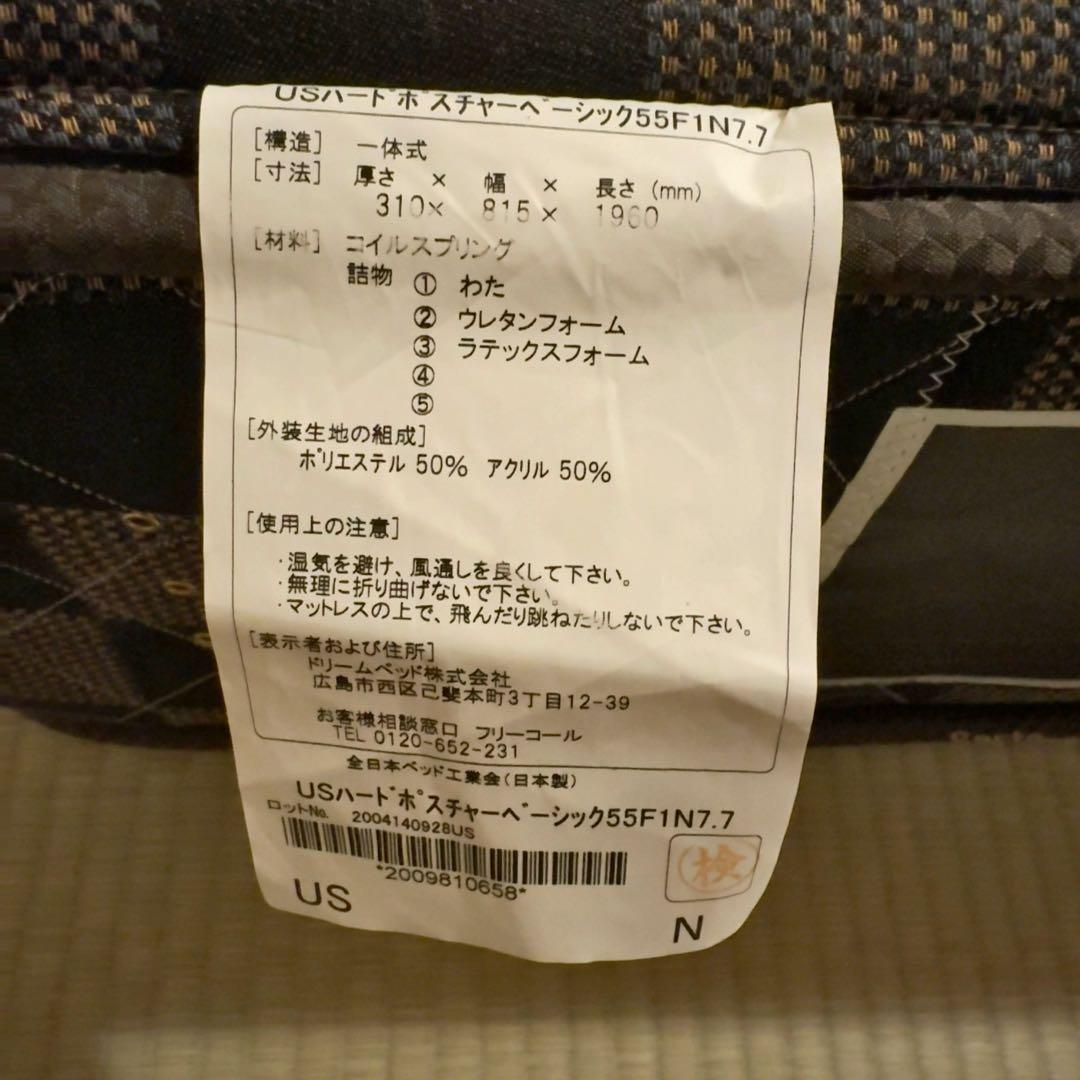 USハードポスチャーベーシック55F1N7.7
[構造] 一体式
[寸法] 厚さ × 幅 × 長さ (mm)
310× 815× 1960
[材料] コイルスプリング
詰物 ① わた
② ウレタンフォーム
③ ラテックスフォーム
④
⑤
[外装生地の組成]
ポリエステル 50% アクリル 50%
[使用上の注意]
・湿気を避け、風通しを良くして下さい。
・無理に折り曲げないで下さい。
・マットレスの上で、飛んだり跳ねたりしないで下さい。
[表示者および住所]
ドリームベッド株式会社
広島市西区己斐本町3丁目12-39
お客様相談窓口 フリーコール
TEL 0120-652-231
全日本ベッド工業会(日本製)
USハードポスチャーベーシック55F1N7.7
ロットNo. 2004140928US
*2009810658*
検
US N